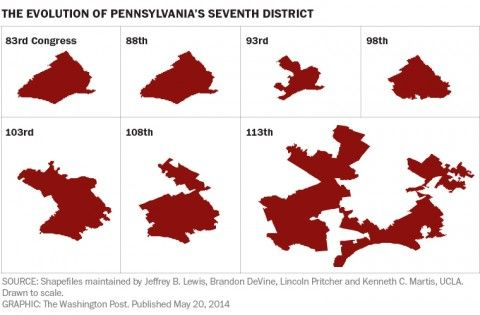 THE EVOLUTION OF PENNSYLVANIA'S SEVENTH DISTRICT
83rd Congress
88th
93rd
98th
103rd
108th
113th
SOURCE: Shapefiles maintained by Jeffrey B. Lewis, Brandon DeVine, Lincoln Pritcher and Kenneth C. Martis, UCLA.
Drawn to scale.
GRAPHIC: The Washington Post. Published May 20, 2014